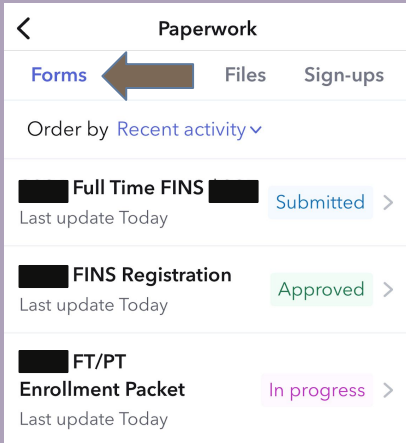 Paperwork
Forms Files Sign-ups
Order by Recent activity
Full Time FINS
Submitted
Last update Today
FINS Registration
Approved
Last update Today
FT/PT
Enrollment Packet
In progress
Last update Today